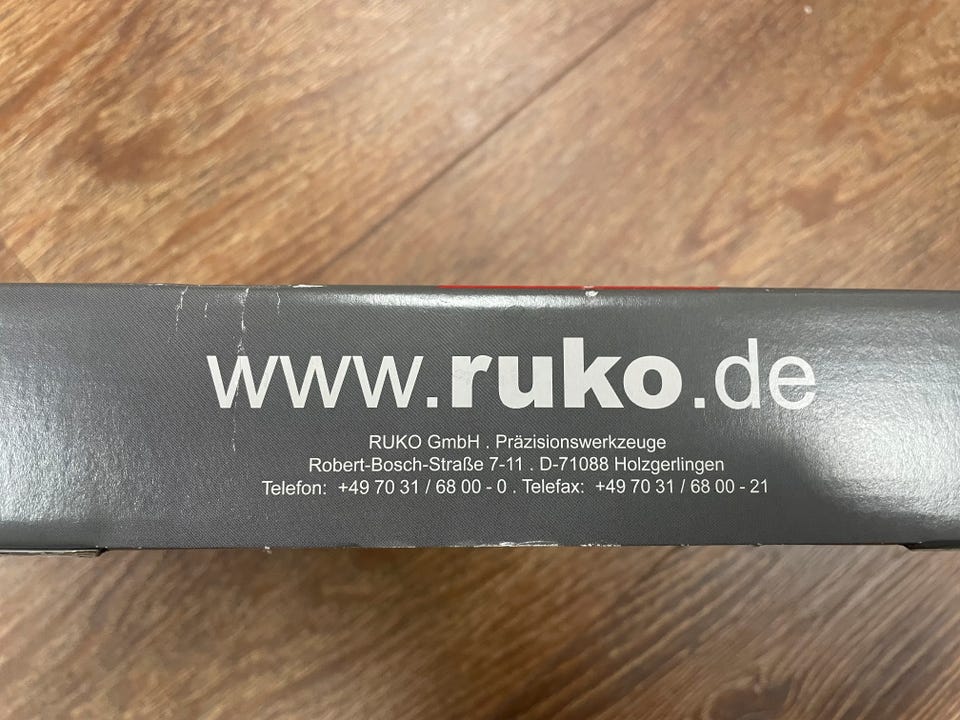 www.ruko.de
RUKO GmbH . Präzisionswerkzeuge
Robert-Bosch-Straße 7-11 . D-71088 Holzgerlingen
Telefon: +49 70 31 / 68 00 - 0 . Telefax: +49 70 31 / 68 00 - 21